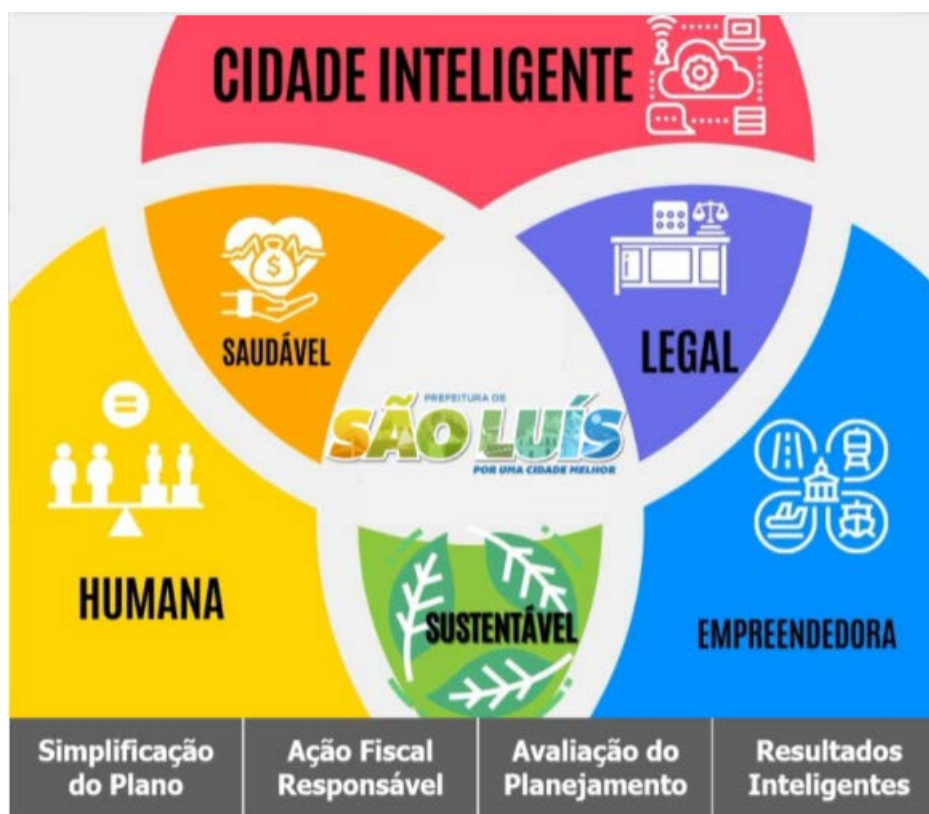 CIDADE INTELIGENTE
SAUDÁVEL
LEGAL
PREFEITURA DE
SÃO LUÍS
POR UMA CIDADE MELHOR
HUMANA
SUSTENTÁVEL
EMPREENDEDORA
Simplificação
do Plano
Ação Fiscal
Responsável
Avaliação do
Planejamento
Resultados
Inteligentes